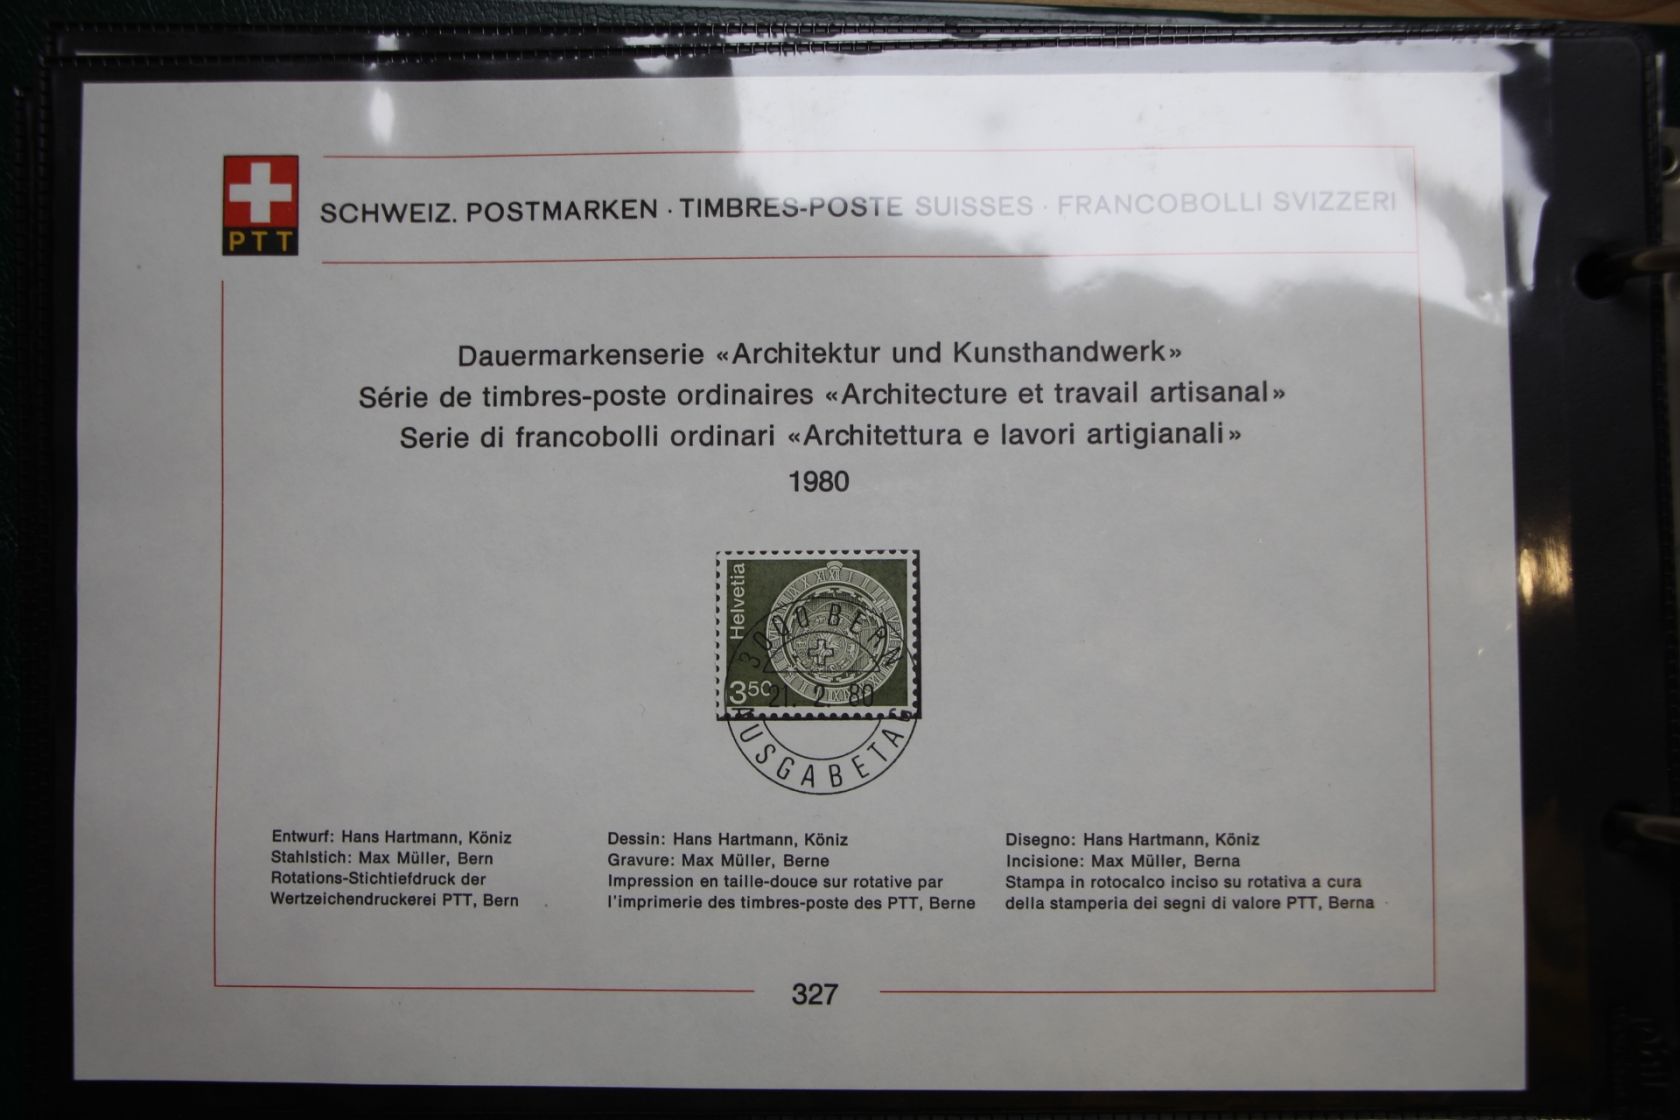 PTT
SCHWEIZ. POSTMARKEN · TIMBRES-POSTE SUISSES · FRANCOBOLLI SVIZZERI
Dauermarkenserie «Architektur und Kunsthandwerk»
Série de timbres-poste ordinaires «Architecture et travail artisanal»
Serie di francobolli ordinari «Architettura e lavori artigianali»
1980
Helvetia
350
3000 BERN
21. 2. 80
AUSGABETAG
Entwurf: Hans Hartmann, Köniz
Stahlstich: Max Müller, Bern
Rotations-Stichtiefdruck der
Wertzeichendruckerei PTT, Bern
Dessin: Hans Hartmann, Köniz
Gravure: Max Müller, Berne
Impression en taille-douce sur rotative par
l'imprimerie des timbres-poste des PTT, Berne
Disegno: Hans Hartmann, Köniz
Incisione: Max Müller, Berna
Stampa in rotocalco inciso su rotativa a cura
della stamperia dei segni di valore PTT, Berna
327